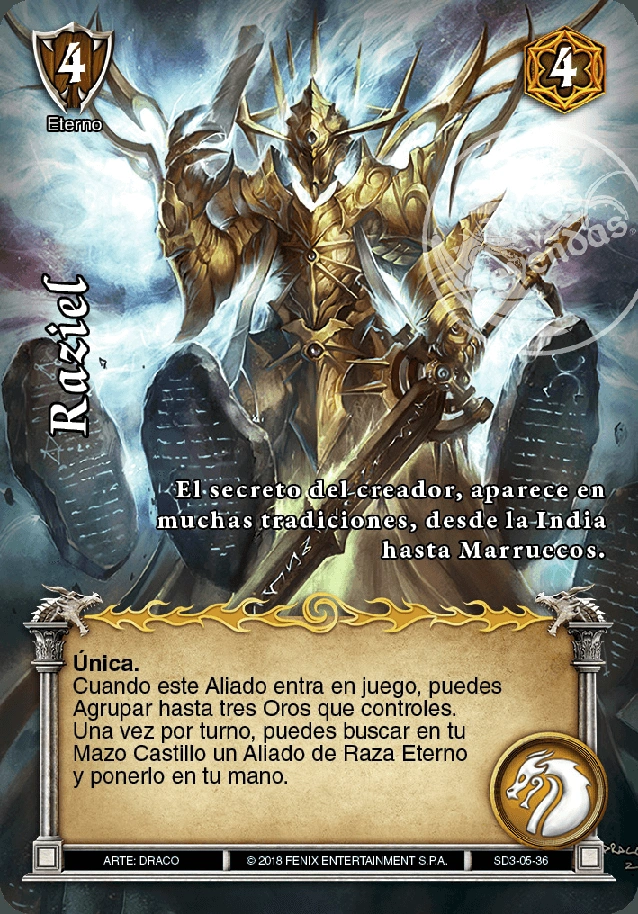 4
4
Eterno
Raziel
El secreto del creador, aparece en
muchas tradiciones, desde la India
hasta Marruccos.
Única.
Cuando este Aliado entra en juego, puedes
Agrupar hasta tres Oros que controles.
Una vez por turno, puedes buscar en tu
Mazo Castillo un Aliado de Raza Eterno
y ponerlo en tu mano.
ARTE: DRACO
© 2018 FENIX ENTERTAINMENT S.P.A.
SD3-05-36